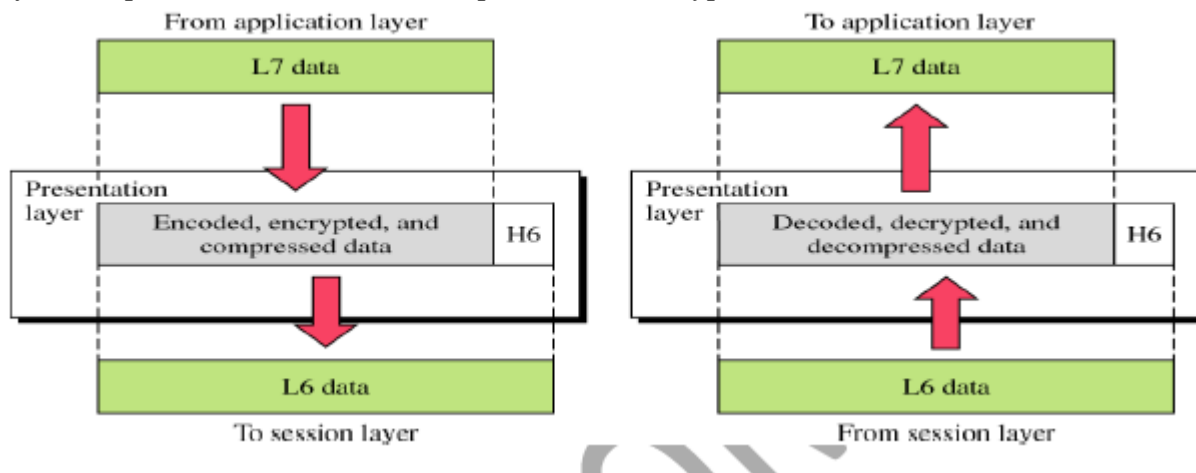 From application layer
L7 data
Presentation
layer
Encoded, encrypted, and
compressed data
H6
L6 data
To session layer
To application layer
L7 data
Presentation
layer
Decoded, decrypted, and
decompressed data
H6
L6 data
From session layer